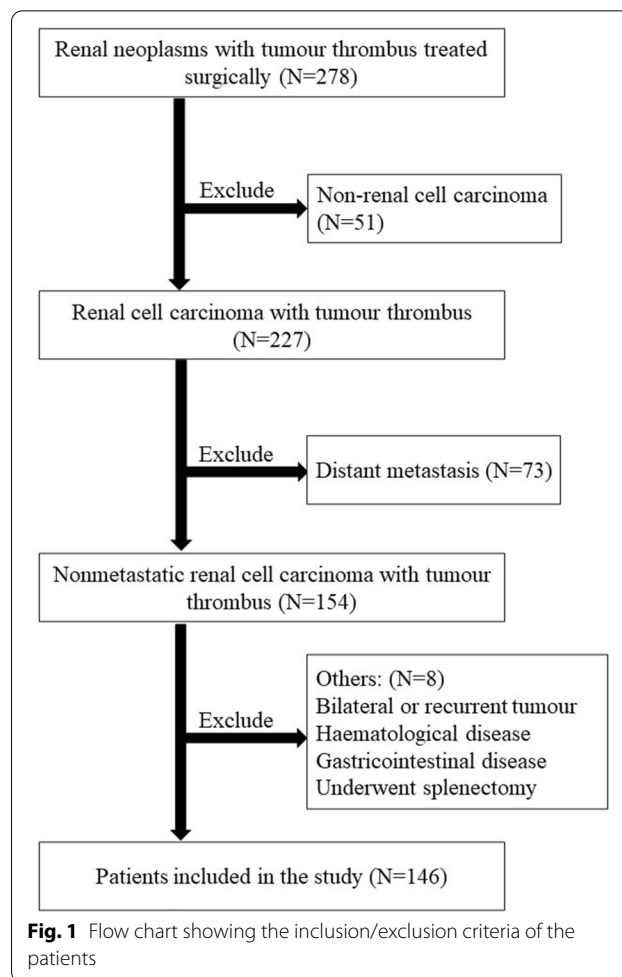 Renal neoplasms with tumour thrombus treated
surgically (N=278)
Exclude
Non-renal cell carcinoma
(N=51)
Renal cell carcinoma with tumour thrombus
(N=227)
Exclude
Distant metastasis (N=73)
Nonmetastatic renal cell carcinoma with tumour
thrombus (N=154)
Exclude
Others: (N=8)
Bilateral or recurrent tumour
Haematological disease
Gastricointestinal disease
Underwent splenectomy
Patients included in the study (N=146)
Fig. 1 Flow chart showing the inclusion/exclusion criteria of the
patients